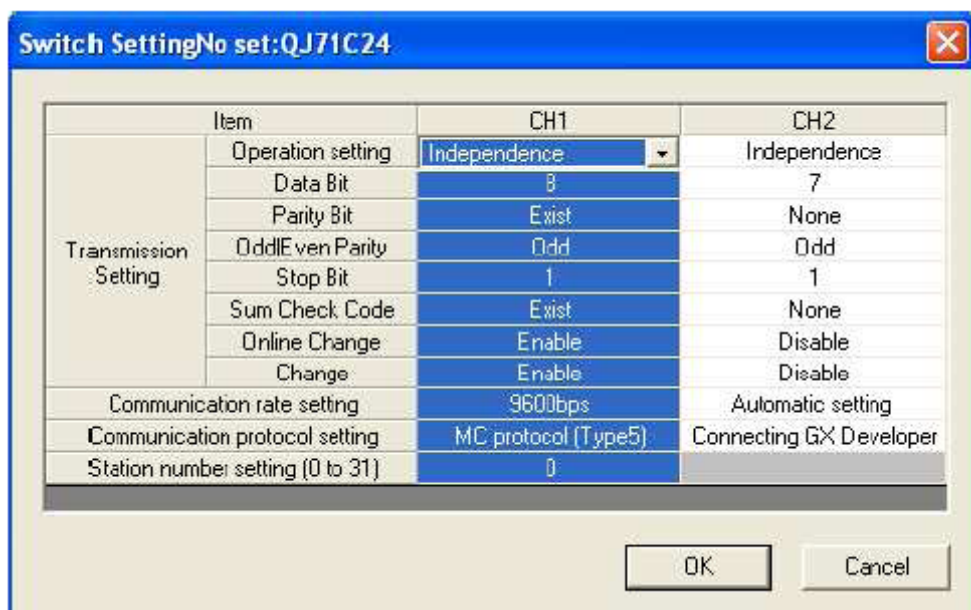 Switch SettingNo set:QJ71C24
Item CH1 CH2
Transmission Setting
Operation setting Independence Independence
Data Bit 8 7
Parity Bit Exist None
Odd|Even Parity Odd Odd
Stop Bit 1 1
Sum Check Code Exist None
Online Change Enable Disable
Change Enable Disable
Communication rate setting 9600bps Automatic setting
Communication protocol setting MC protocol (Type5) Connecting GX Developer
Station number setting (0 to 31) 0
OK Cancel